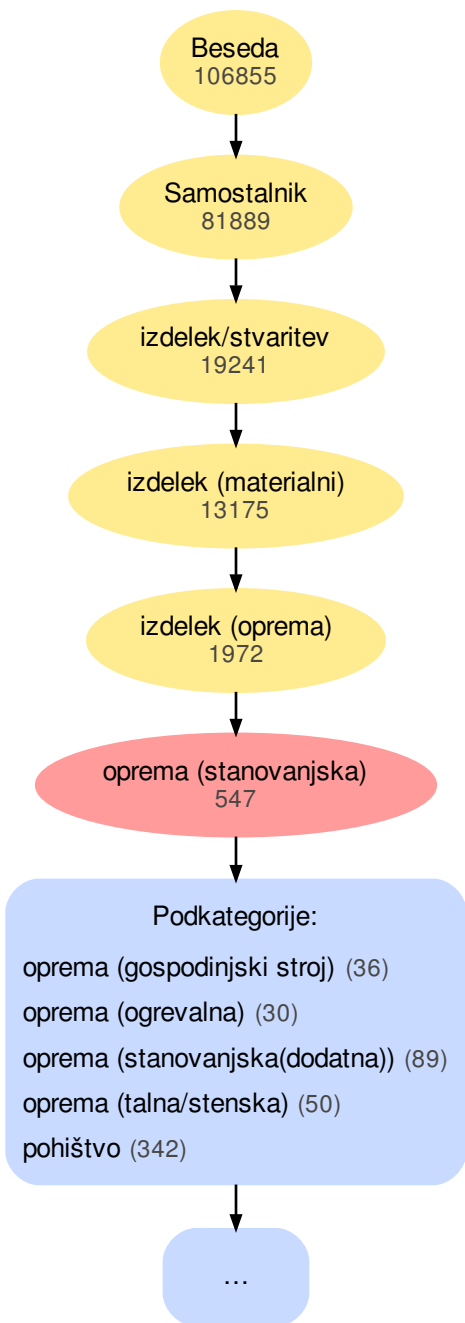 Beseda
106855
Samostalnik
81889
izdelek/stvaritev
19241
izdelek (materialni)
13175
izdelek (oprema)
1972
oprema (stanovanjska)
547
Podkategorije:
oprema (gospodinjski stroj) (36)
oprema (ogrevalna) (30)
oprema (stanovanjska(dodatna)) (89)
oprema (talna/stenska) (50)
pohištvo (342)
...